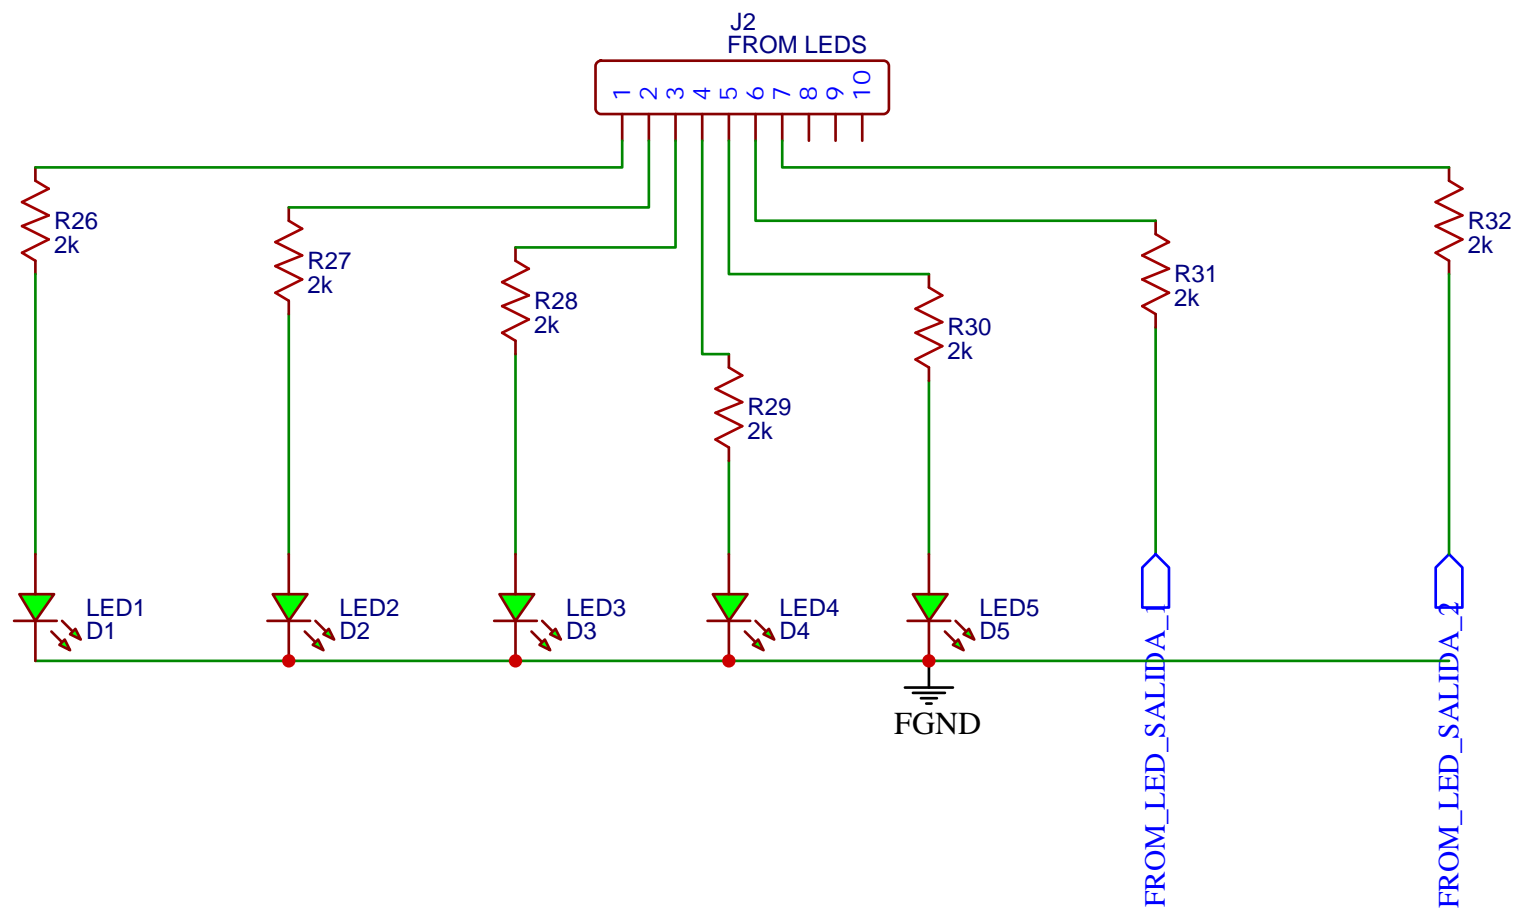 J2
FROM LEDS
1 2 3 4 5 6 7 8 9 10
R26
2k
R27
2k
R28
2k
R29
2k
R30
2k
R31
2k
R32
2k
LED1
D1
LED2
D2
LED3
D3
LED4
D4
LED5
D5
FGND
FROM_LED_SALIDA_1
FROM_LED_SALIDA_2